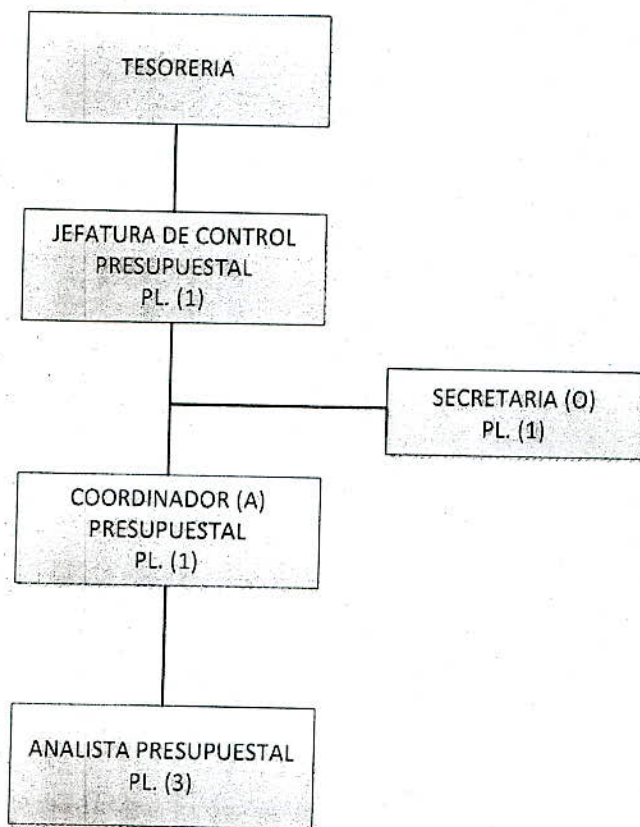 TESORERIA
JEFATURA DE CONTROL
PRESUPUESTAL
PL. (1)
SECRETARIA (O)
PL. (1)
COORDINADOR (A)
PRESUPUESTAL
PL. (1)
ANALISTA PRESUPUESTAL
PL. (3)